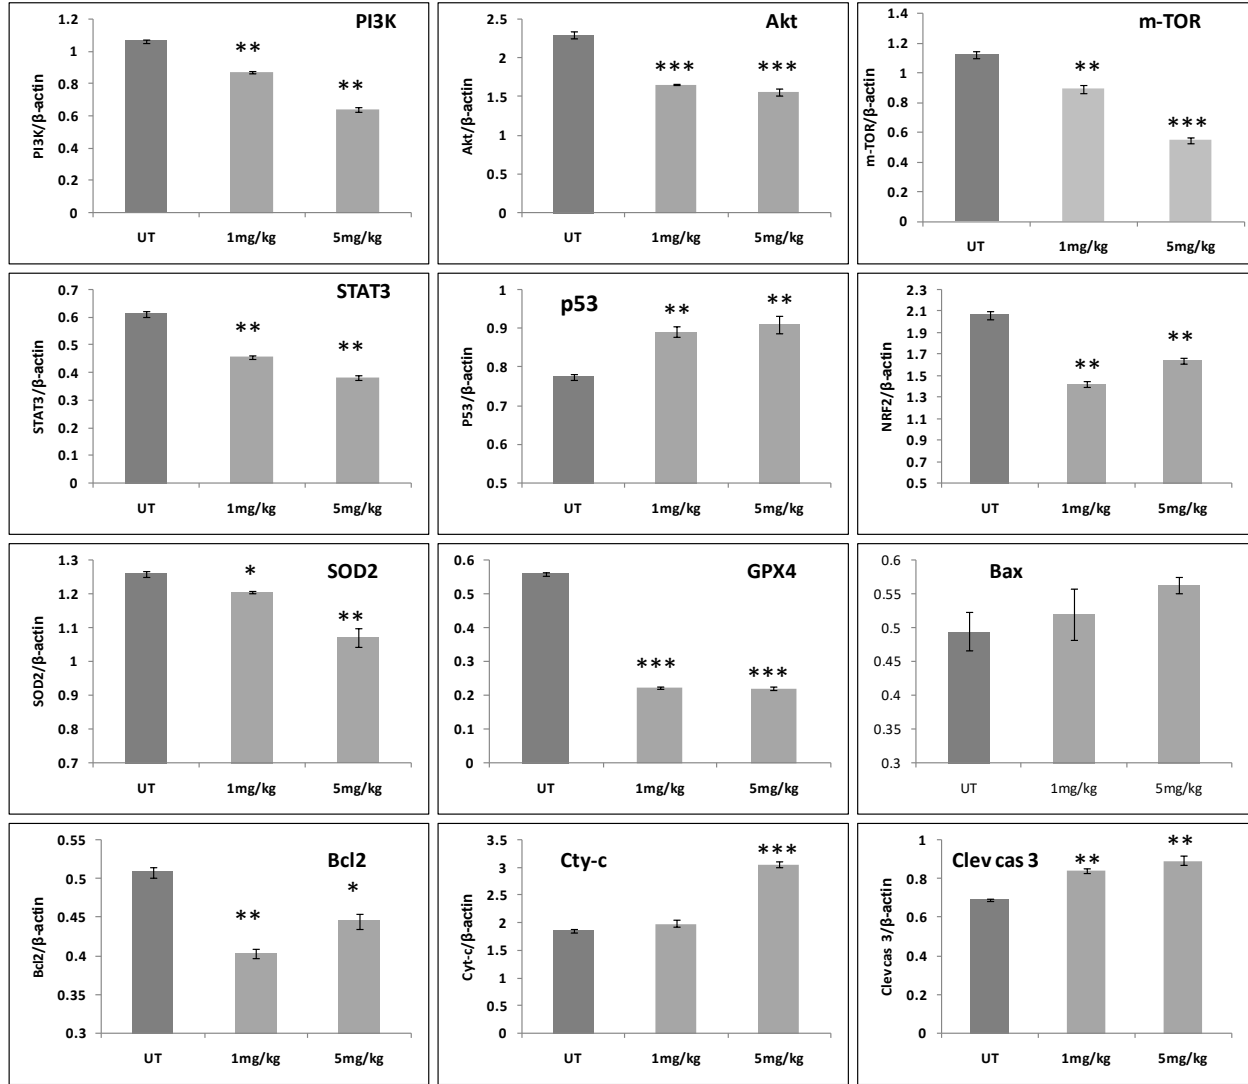 PI3K
PI3K/β-actin
1.2
1
0.8
0.6
0.4
0.2
0
**
**
UT
1mg/kg
5mg/kg
Akt
Akt/β-actin
2.5
2
1.5
1
0.5
0
***
***
UT
1mg/kg
5mg/kg
m-TOR
m-TOR/β-actin
1.4
1.2
1
0.8
0.6
0.4
0.2
0
**
***
UT
1mg/kg
5mg/kg
STAT3
STAT3/β-actin
0.7
0.6
0.5
0.4
0.3
0.2
0.1
0
**
**
UT
1mg/kg
5mg/kg
p53
P53/β-actin
1
0.9
0.8
0.7
0.6
0.5
**
**
UT
1mg/kg
5mg/kg
NRF2/β-actin
2.3
2.1
1.9
1.7
1.5
1.3
1.1
0.9
0.7
0.5
**
**
UT
1mg/kg
5mg/kg
SOD2
SOD2/β-actin
1.3
1.2
1.1
1
0.9
0.8
0.7
*
**
UT
1mg/kg
5mg/kg
GPX4
0.6
0.5
0.4
0.3
0.2
0.1
0
***
***
UT
1mg/kg
5mg/kg
Bax
0.6
0.55
0.5
0.45
0.4
0.35
0.3
UT
1mg/kg
5mg/kg
Bcl2
Bcl2/β-actin
0.55
0.5
0.45
0.4
0.35
0.3
**
*
UT
1mg/kg
5mg/kg
Cty-c
Cyt-c/β-actin
3.5
3
2.5
2
1.5
1
0.5
0
***
UT
1mg/kg
5mg/kg
Clev cas 3
Clev cas 3/β-actin
1
0.8
0.6
0.4
0.2
0
**
**
UT
1mg/kg
5mg/kg